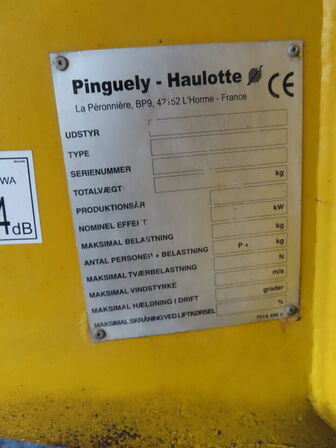 Pinguely - Haulotte CE
La Péronnière, BP9, 42152 L'Horme - France
UDSTYR
TYPE
SERIENUMMER
TOTALVÆGT kg
PRODUKTIONSÅR
NOMINEL EFFEKT kW
MAKSIMAL BELASTNING kg
ANTAL PERSONER + BELASTNING P + kg
MAKSIMAL TVÆRBELASTNING N
MAKSIMAL VINDSTYRKE m/s
MAKSIMAL HÆLDNING I DRIFT grader
MAKSIMAL SKRÅNING VED LIFTKØRSEL %
WA
4 dB